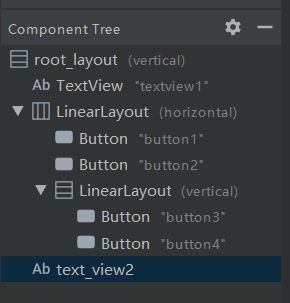 Component Tree
root_layout (vertical)
Ab TextView "textview1"
LinearLayout (horizontal)
Button "button1"
Button "button2"
LinearLayout (vertical)
Button "button3"
Button "button4"
Ab text_view2